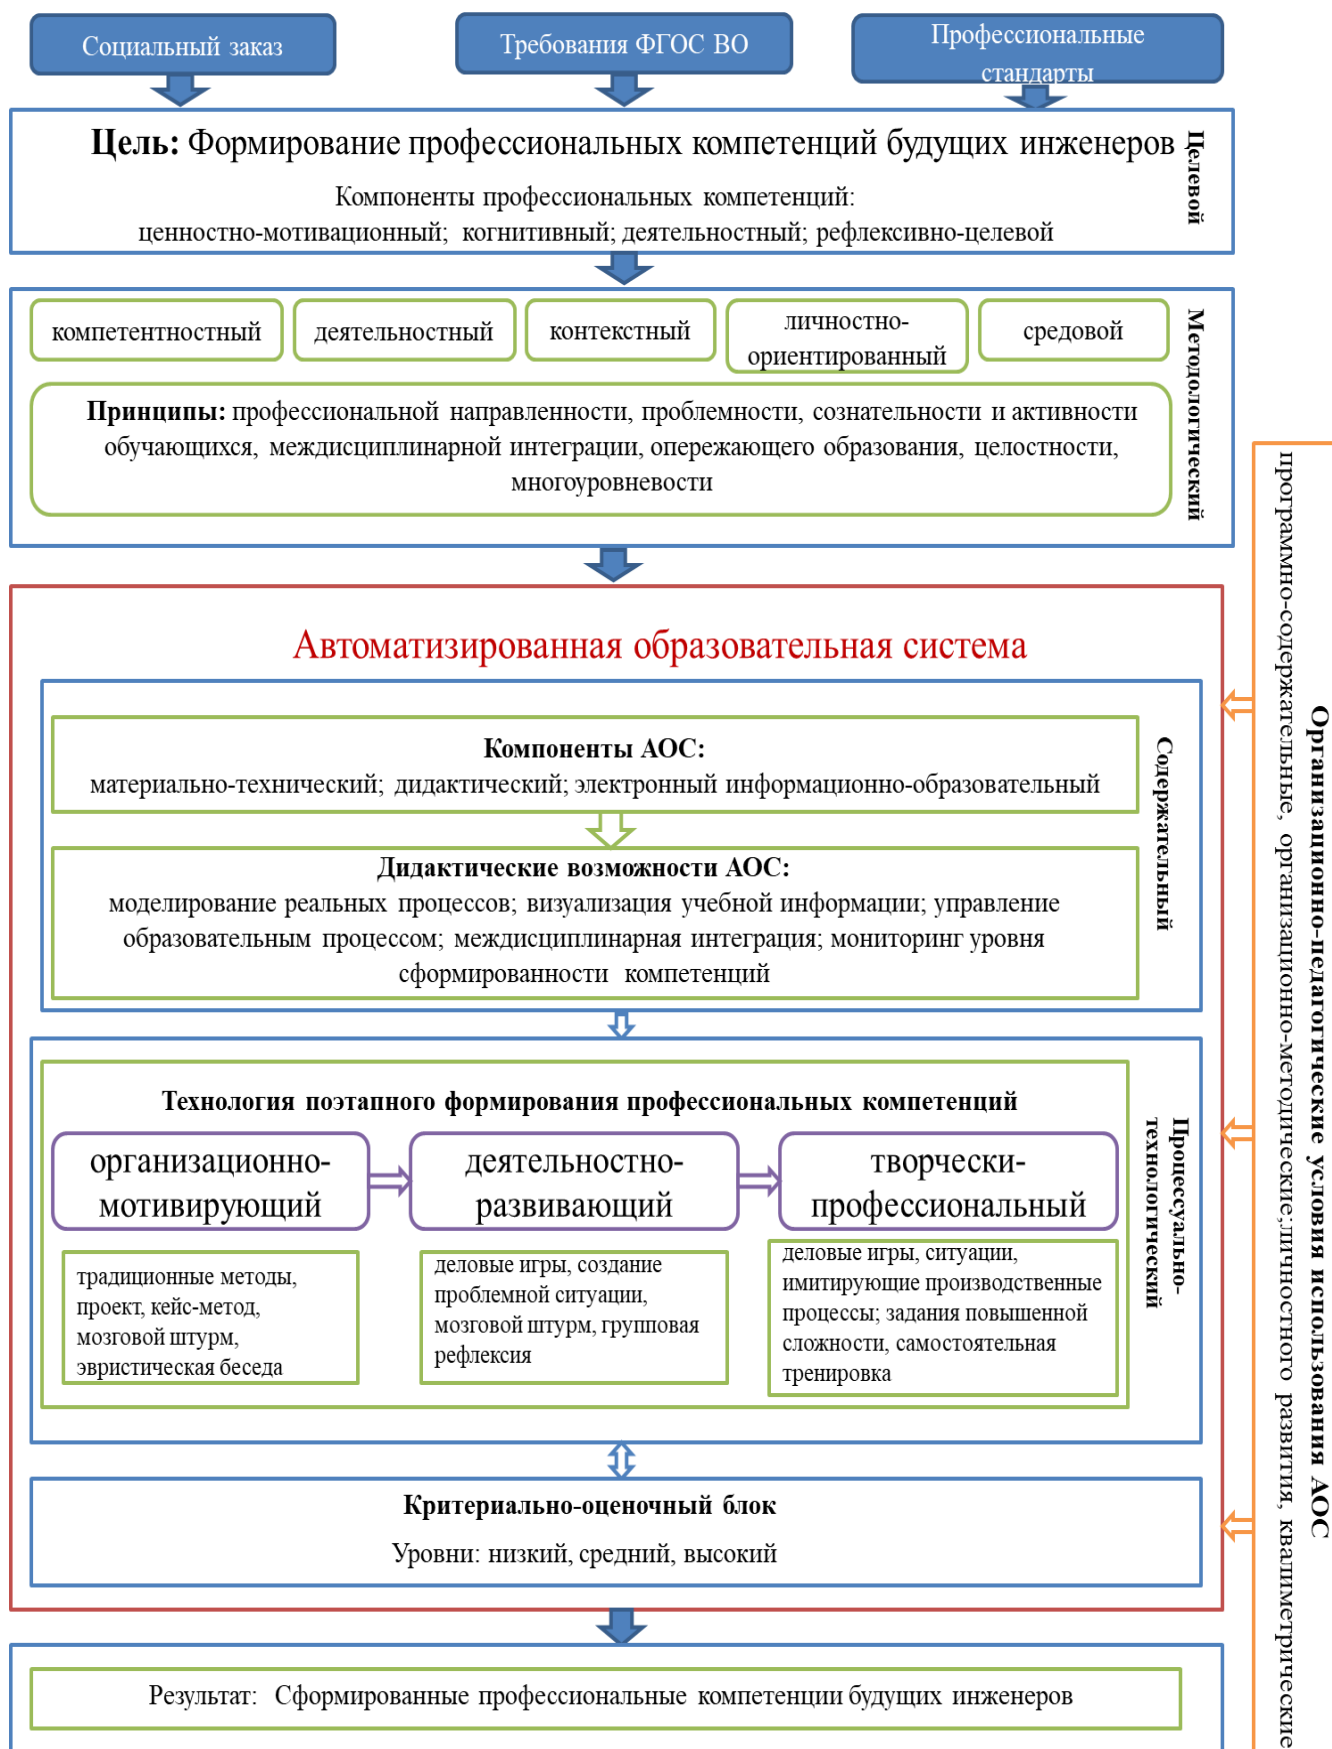 Социальный заказ
Требования ФГОС ВО
Профессиональные
стандарты
Цель: Формирование профессиональных компетенций будущих инженеров
Компоненты профессиональных компетенций:
ценностно-мотивационный; когнитивный; деятельностный; рефлексивно-целевой
Целевой
компетентностный
деятельностный
контекстный
личностно-
ориентированный
средовой
Принципы: профессиональной направленности, проблемности, сознательности и активности
обучающихся, междисциплинарной интеграции, опережающего образования, целостности,
многоуровневости
Методологический
Автоматизированная образовательная система
Компоненты АОС:
материально-технический; дидактический; электронный информационно-образовательный
Дидактические возможности АОС:
моделирование реальных процессов; визуализация учебной информации; управление
образовательным процессом; междисциплинарная интеграция; мониторинг уровня
сформированности компетенций
Содержательный
Технология поэтапного формирования профессиональных компетенций
организационно-
мотивирующий
деятельностно-
развивающий
творчески-
профессиональный
традиционные методы,
проект, кейс-метод,
мозговой штурм,
эвристическая беседа
деловые игры, создание
проблемной ситуации,
мозговой штурм, групповая
рефлексия
деловые игры, ситуации,
имитирующие производственные
процессы; задания повышенной
сложности, самостоятельная
тренировка
Процессуально-
технологический
Критериально-оценочный блок
Уровни: низкий, средний, высокий
Результат: Сформированные профессиональные компетенции будущих инженеров
Организационно-педагогические условия использования АОС
программно-содержательные, организационно-методические;личностного развития, квалиметрические